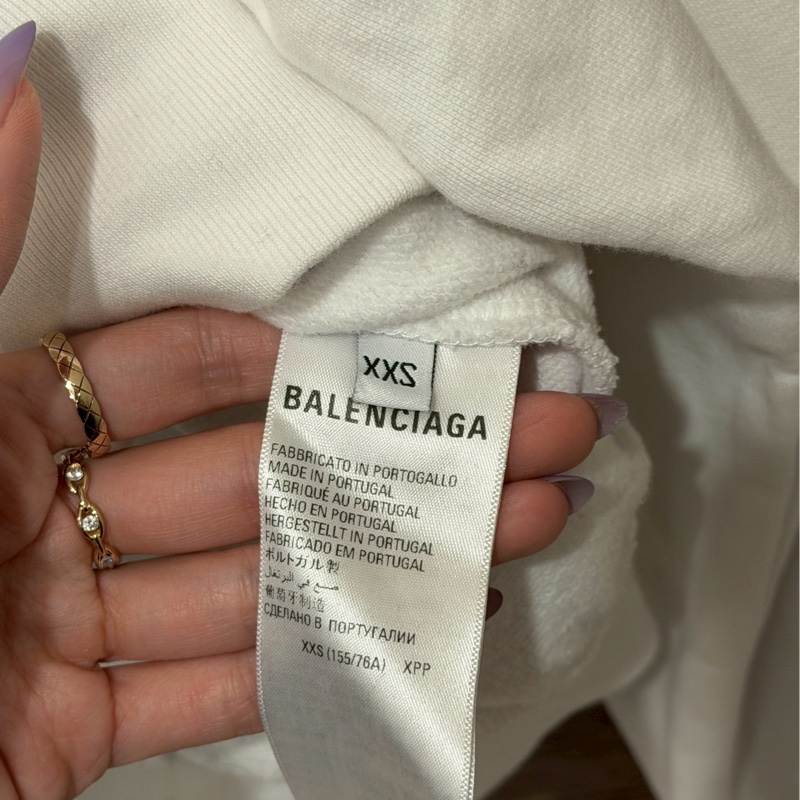 XXS
BALENCIAGA
FABBRICATO IN PORTOGALLO
MADE IN PORTUGAL
FABRIQUÉ AU PORTUGAL
HECHO EN PORTUGAL
HERGESTELLT IN PORTUGAL
FABRICADO EM PORTUGAL
ポルトガル製
صنع في البرتغال
葡萄牙制造
СДЕЛАНО В ПОРТУГАЛИИ
XXS (155/76A) XPP